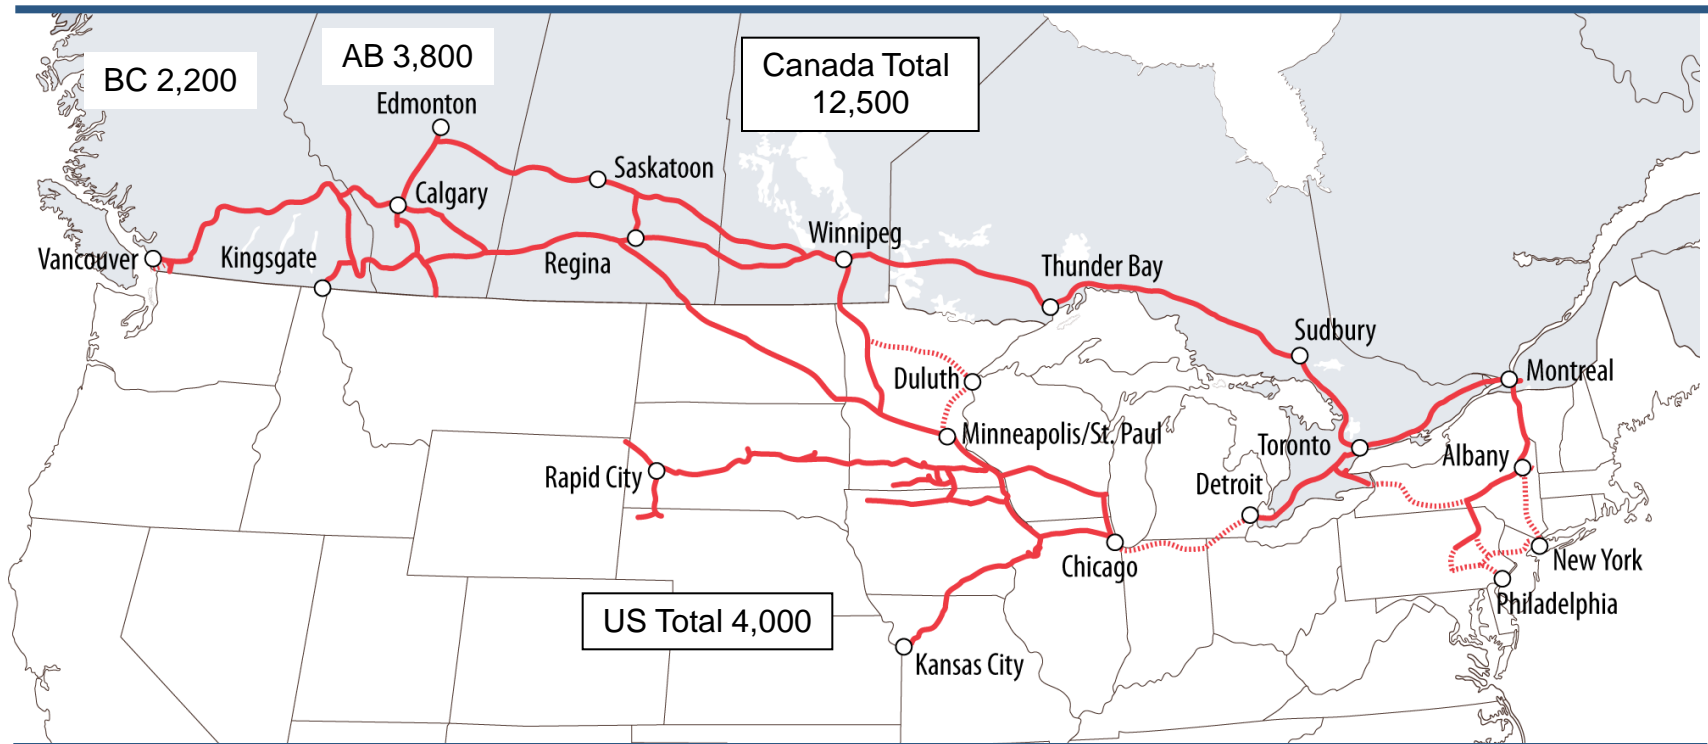 BC 2,200
AB 3,800
Canada Total
12,500
Edmonton
Saskatoon
Calgary
Vancouver
Kingsgate
Regina
Winnipeg
Thunder Bay
Sudbury
Montreal
Duluth
Minneapolis/St. Paul
Toronto
Albany
Rapid City
Detroit
Chicago
New York
Philadelphia
US Total 4,000
Kansas City